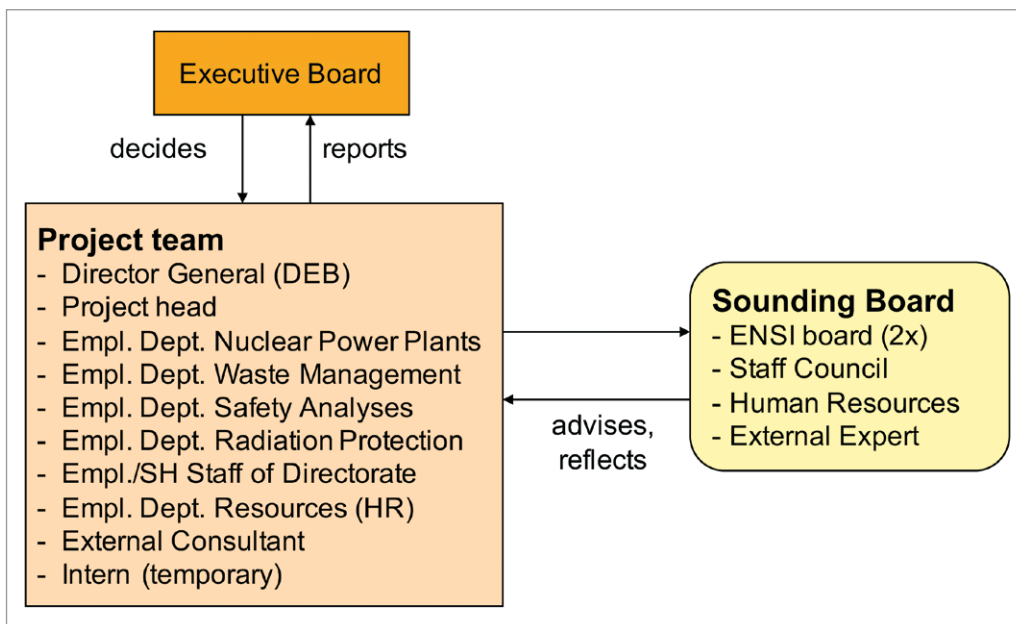 Executive Board
decides
reports
Project team
- Director General (DEB)
- Project head
- Empl. Dept. Nuclear Power Plants
- Empl. Dept. Waste Management
- Empl. Dept. Safety Analyses
- Empl. Dept. Radiation Protection
- Empl./SH Staff of Directorate
- Empl. Dept. Resources (HR)
- External Consultant
- Intern (temporary)
Sounding Board
- ENSI board (2x)
- Staff Council
- Human Resources
- External Expert
advises,
reflects